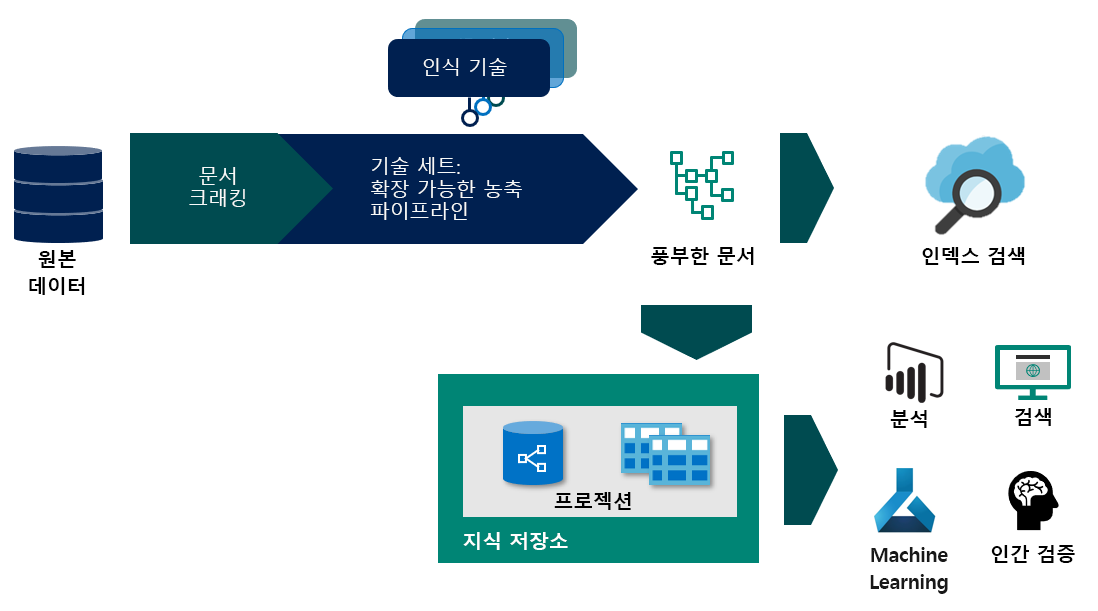 인식 기술
문서
크래킹
기술 세트:
확장 가능한 농축
파이프라인
원본
데이터
풍부한 문서
인덱스 검색
분석
검색
프로젝션
지식 저장소
Machine
Learning
인간 검증